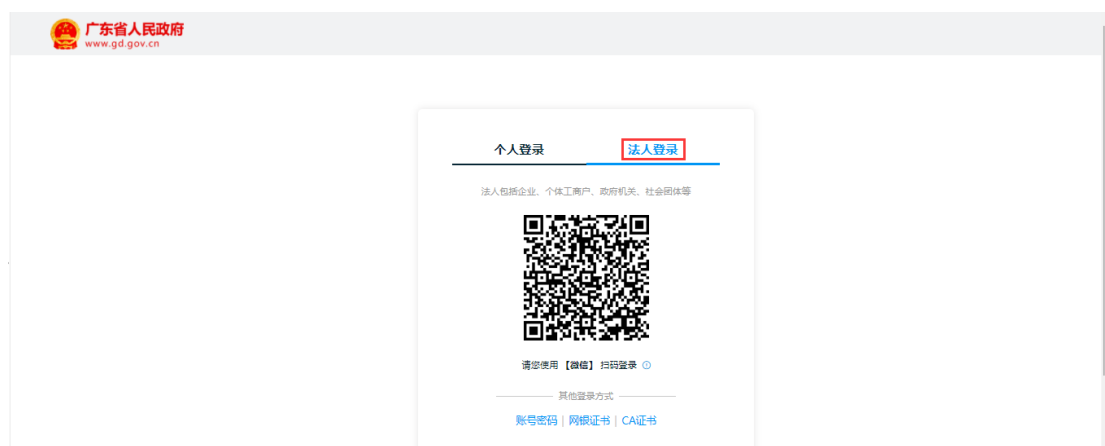 广东省人民政府
www.gd.gov.cn
个人登录 法人登录
法人包括企业、个体工商户、政府机关、社会团体等
请您使用 【微信】 扫码登录
其他登录方式
账号密码 | 网银证书 | CA证书